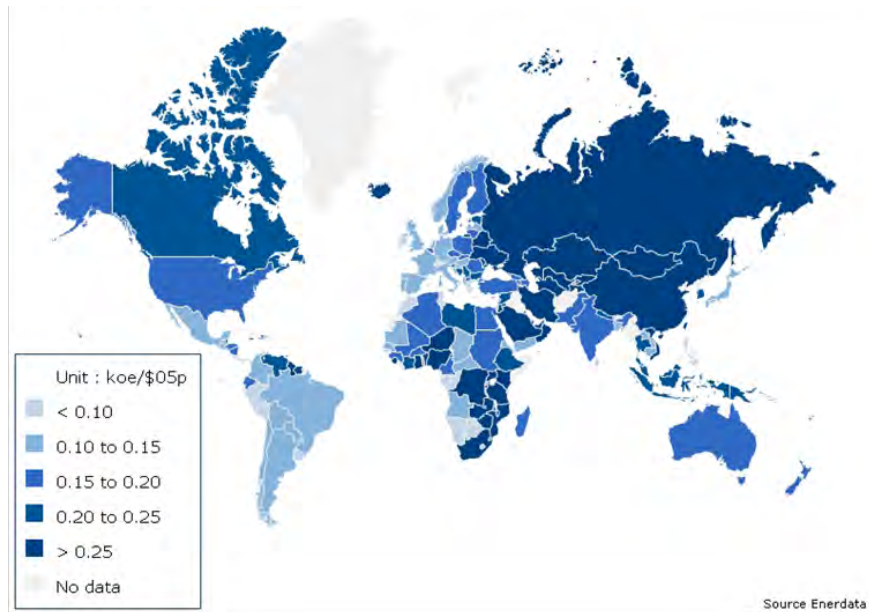 Unit : koe/$05p
< 0.10
0.10 to 0.15
0.15 to 0.20
0.20 to 0.25
> 0.25
No data
Source Enerdata